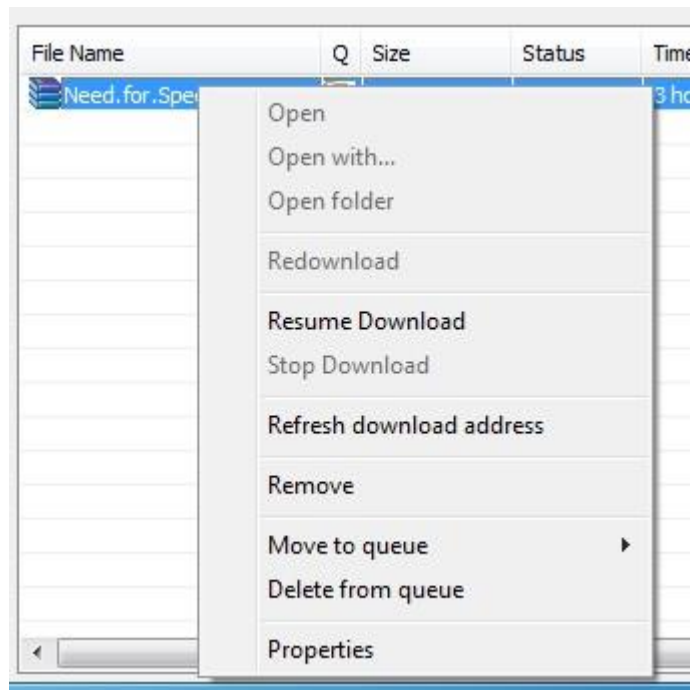 File Name Q Size Status Time
Need.for.Spe 3 ho
Open
Open with...
Open folder
Redownload
Resume Download
Stop Download
Refresh download address
Remove
Move to queue
Delete from queue
Properties